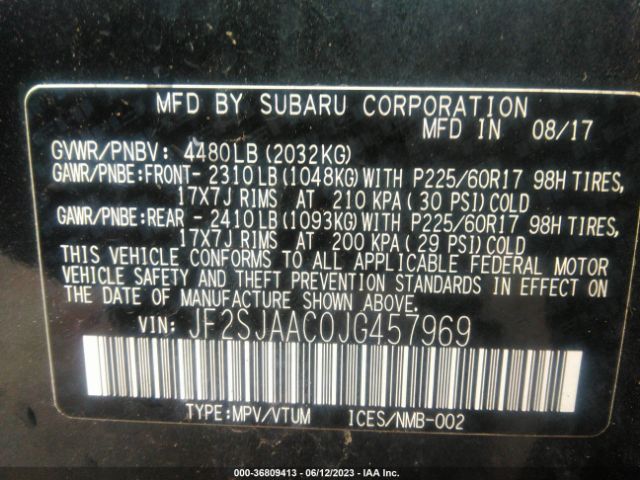 MFD BY SUBARU CORPORATION
MFD IN 08/17
GVWR/PNBV: 4480LB (2032KG)
GAWR/PNBE:FRONT- 2310LB(1048KG)WITH P225/60R17 98H TIRES,
17X7J RIMS AT 210 KPA( 30 PSI)COLD
GAWR/PNBE:REAR - 2410LB(1093KG)WITH P225/60R17 98H TIRES,
17X7J RIMS AT 200 KPA( 29 PSI)COLD
THIS VEHICLE CONFORMS TO ALL APPLICABLE FEDERAL MOTOR
VEHICLE SAFETY AND THEFT PREVENTION STANDARDS IN EFFECT
ON THE DATE OF MANUFACTURE SHOWN ABOVE.
VIN: JF2SJAAC0JG457969
TYPE:MPV/VTUM ICES/NMB-002
000-36809413 - 06/12/2023 - IAA Inc.